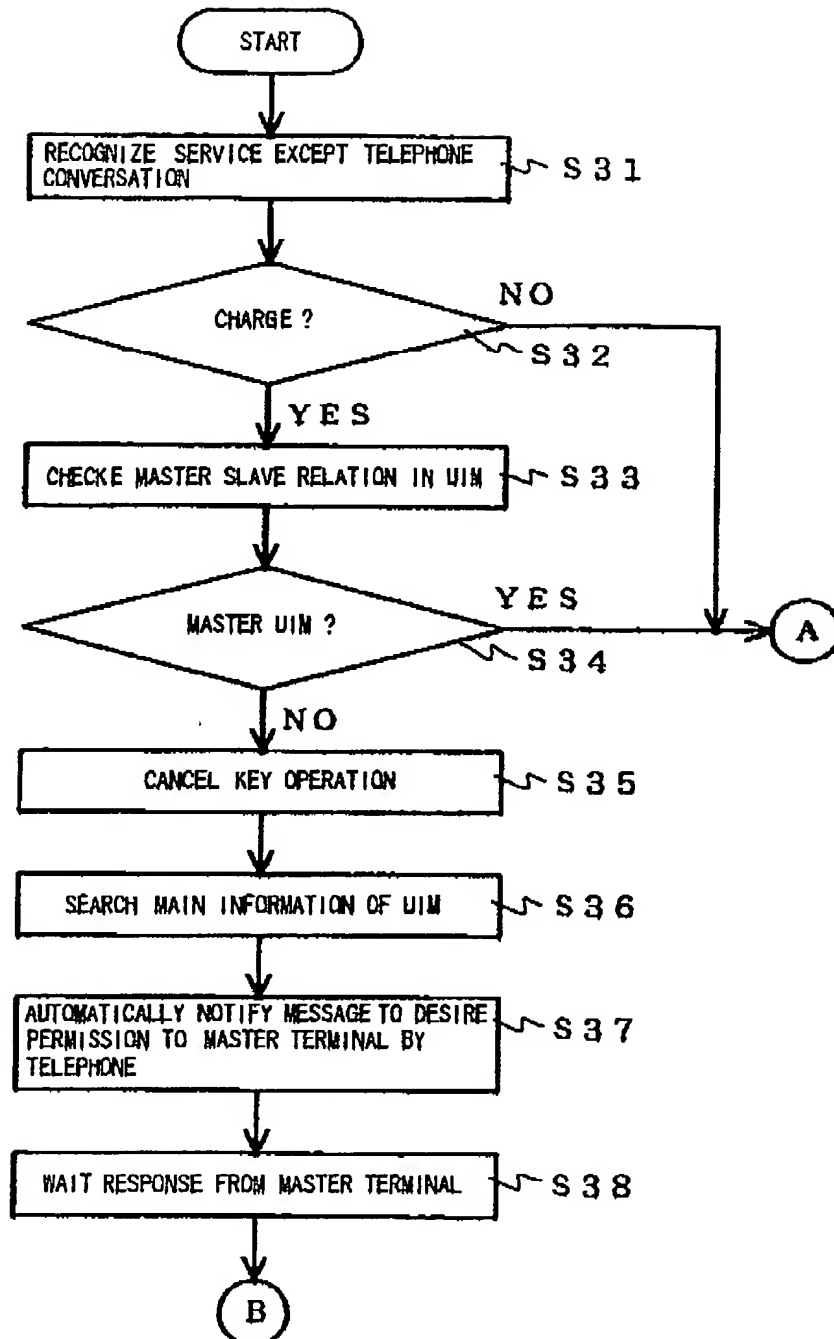 START
RECOGNIZE SERVICE EXCEPT TELEPHONE
CONVERSATION
S31
CHARGE ?
NO
S32
YES
CHECKE MASTER SLAVE RELATION IN UIM
S33
MASTER UIM ?
YES
A
S34
NO
CANCEL KEY OPERATION
S35
SEARCH MAIN INFORMATION OF UIM
S36
AUTOMATICALLY NOTIFY MESSAGE TO DESIRE
PERMISSION TO MASTER TERMINAL BY
TELEPHONE
S37
WAIT RESPONSE FROM MASTER TERMINAL
S38
B